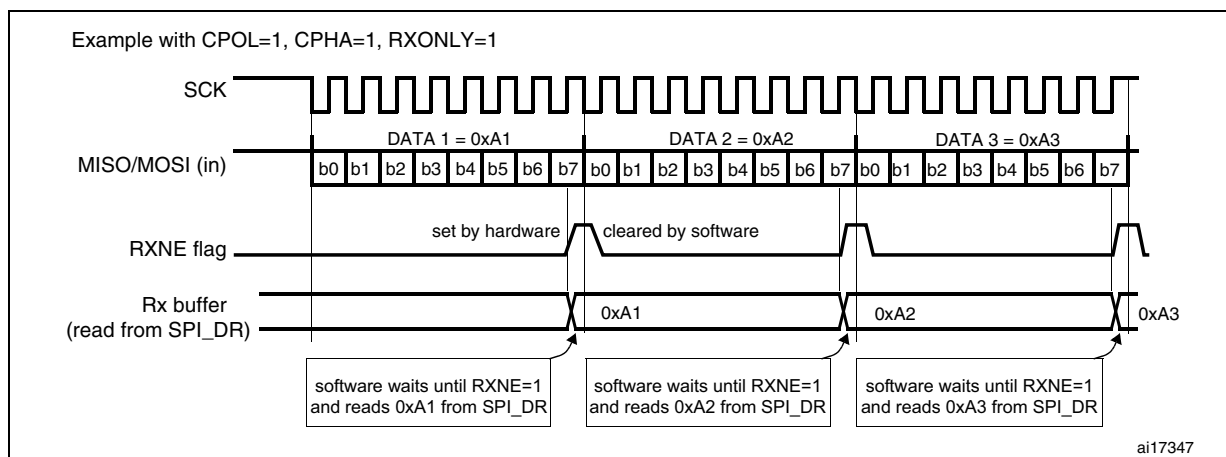 Example with CPOL=1, CPHA=1, RXONLY=1
SCK
DATA 1 = 0xA1
DATA 2 = 0xA2
DATA 3 = 0xA3
MISO/MOSI (in)
b0 b1 b2 b3 b4 b5 b6 b7 b0 b1 b2 b3 b4 b5 b6 b7 b0 b1 b2 b3 b4 b5 b6 b7
set by hardware
cleared by software
RXNE flag
Rx buffer
(read from SPI_DR)
0xA1
0xA2
0xA3
software waits until RXNE=1
and reads 0xA1 from SPI_DR
software waits until RXNE=1
and reads 0xA2 from SPI_DR
software waits until RXNE=1
and reads 0xA3 from SPI_DR
ai17347